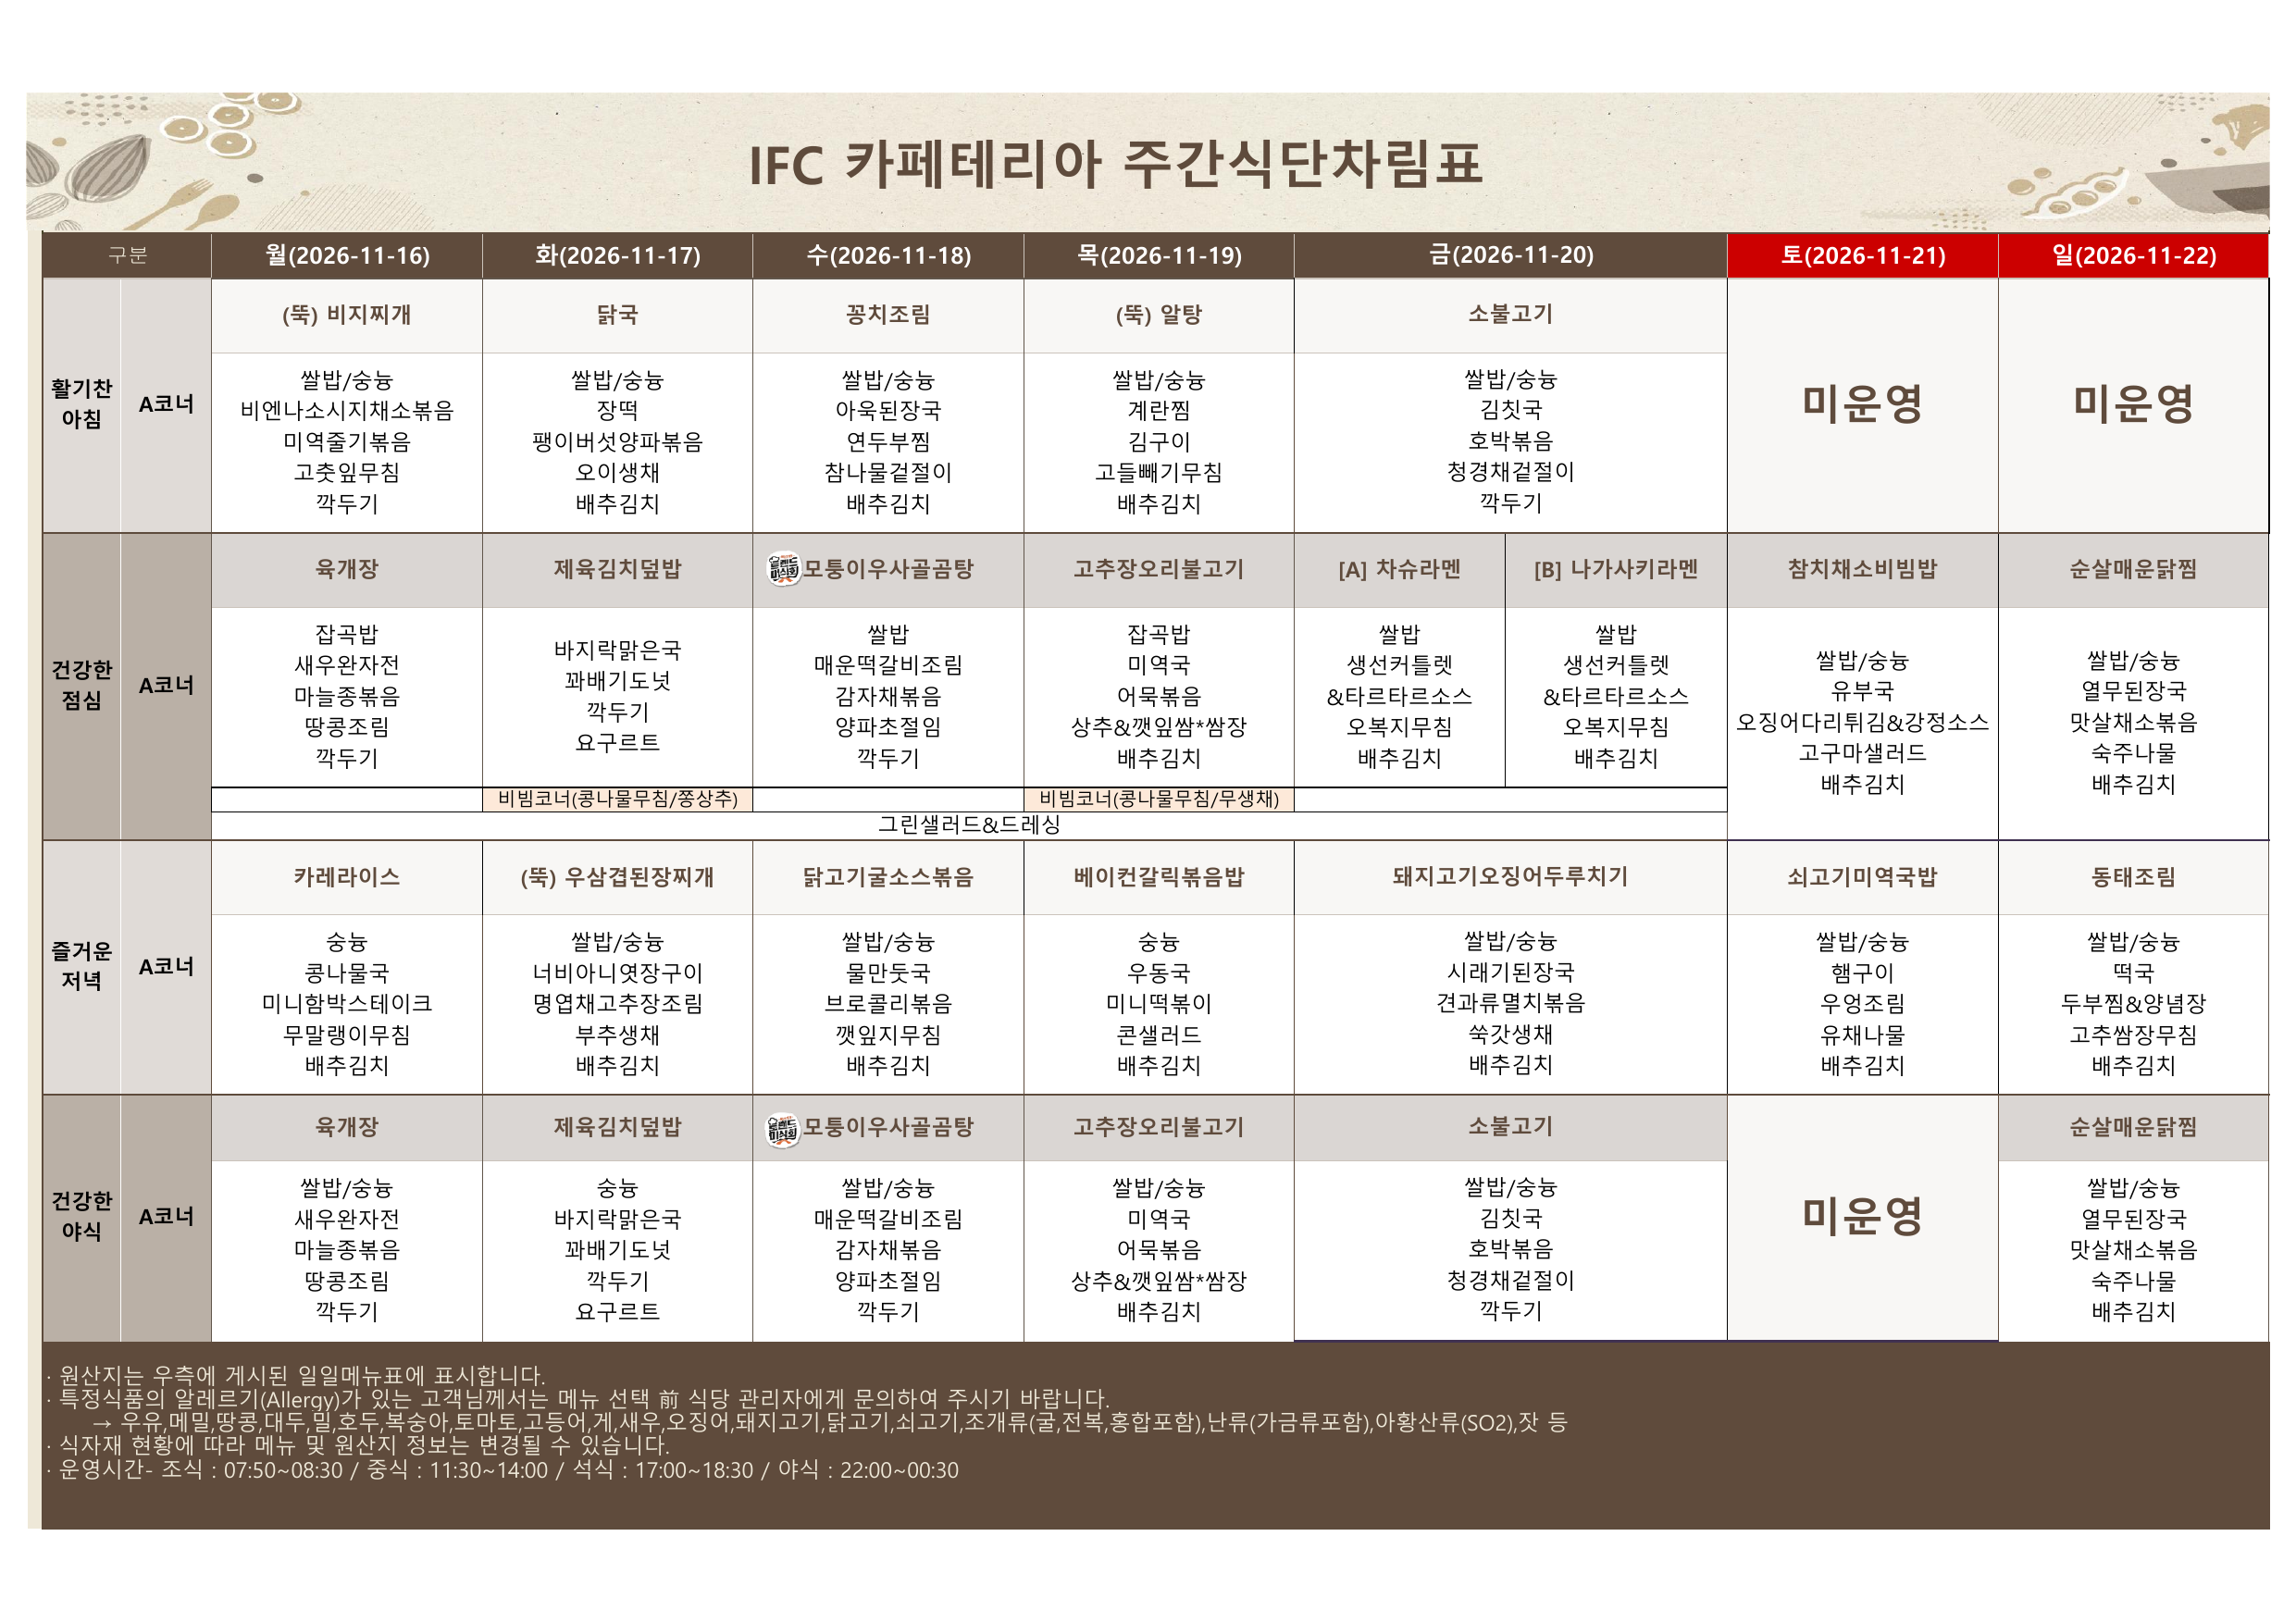 IFC 카페테리아 주간식단차림표
구분
월(2026-11-16)
화(2026-11-17)
수(2026-11-18)
목(2026-11-19)
금(2026-11-20)
토(2026-11-21)
일(2026-11-22)
활기찬
아침
A코너
(뚝) 비지찌개
쌀밥/숭늉
비엔나소시지채소볶음
미역줄기볶음
고춧잎무침
깍두기
닭국
쌀밥/숭늉
장떡
팽이버섯양파볶음
오이생채
배추김치
꽁치조림
쌀밥/숭늉
아욱된장국
연두부찜
참나물겉절이
배추김치
(뚝) 알탕
쌀밥/숭늉
계란찜
김구이
고들빼기무침
배추김치
소불고기
쌀밥/숭늉
김칫국
호박볶음
청경채겉절이
깍두기
미운영
미운영
건강한
점심
A코너
육개장
잡곡밥
새우완자전
마늘종볶음
땅콩조림
깍두기
제육김치덮밥
바지락맑은국
꽈배기도넛
깍두기
요구르트
비빔코너(콩나물무침/쫑상추)
모퉁이우사골곰탕
쌀밥
매운떡갈비조림
감자채볶음
양파초절임
깍두기
고추장오리불고기
잡곡밥
미역국
어묵볶음
상추&깻잎쌈*쌈장
배추김치
비빔코너(콩나물무침/무생채)
[A] 차슈라멘
쌀밥
생선커틀렛
&타르타르소스
오복지무침
배추김치
[B] 나가사키라멘
쌀밥
생선커틀렛
&타르타르소스
오복지무침
배추김치
그린샐러드&드레싱
참치채소비빔밥
쌀밥/숭늉
유부국
오징어다리튀김&강정소스
고구마샐러드
배추김치
순살매운닭찜
쌀밥/숭늉
열무된장국
맛살채소볶음
숙주나물
배추김치
즐거운
저녁
A코너
카레라이스
숭늉
콩나물국
미니함박스테이크
무말랭이무침
배추김치
(뚝) 우삼겹된장찌개
쌀밥/숭늉
너비아니엿장구이
명엽채고추장조림
부추생채
배추김치
닭고기굴소스볶음
쌀밥/숭늉
물만둣국
브로콜리볶음
깻잎지무침
배추김치
베이컨갈릭볶음밥
숭늉
우동국
미니떡볶이
콘샐러드
배추김치
돼지고기오징어두루치기
쌀밥/숭늉
시래기된장국
견과류멸치볶음
쑥갓생채
배추김치
쇠고기미역국밥
쌀밥/숭늉
햄구이
우엉조림
유채나물
배추김치
동태조림
쌀밥/숭늉
떡국
두부찜&양념장
고추쌈장무침
배추김치
건강한
야식
A코너
육개장
쌀밥/숭늉
새우완자전
마늘종볶음
땅콩조림
깍두기
제육김치덮밥
숭늉
바지락맑은국
꽈배기도넛
깍두기
요구르트
모퉁이우사골곰탕
쌀밥/숭늉
매운떡갈비조림
감자채볶음
양파초절임
깍두기
고추장오리불고기
쌀밥/숭늉
미역국
어묵볶음
상추&깻잎쌈*쌈장
배추김치
소불고기
쌀밥/숭늉
김칫국
호박볶음
청경채겉절이
깍두기
미운영
순살매운닭찜
쌀밥/숭늉
열무된장국
맛살채소볶음
숙주나물
배추김치
· 원산지는 우측에 게시된 일일메뉴표에 표시합니다.
· 특정식품의 알레르기(Allergy)가 있는 고객님께서는 메뉴 선택 前 식당 관리자에게 문의하여 주시기 바랍니다.
→ 우유,메밀,땅콩,대두,밀,호두,복숭아,토마토,고등어,게,새우,오징어,돼지고기,닭고기,쇠고기,조개류(굴,전복,홍합포함),난류(가금류포함),아황산류(SO2),잣 등
· 식자재 현황에 따라 메뉴 및 원산지 정보는 변경될 수 있습니다.
· 운영시간- 조식 : 07:50~08:30 / 중식 : 11:30~14:00 / 석식 : 17:00~18:30 / 야식 : 22:00~00:30